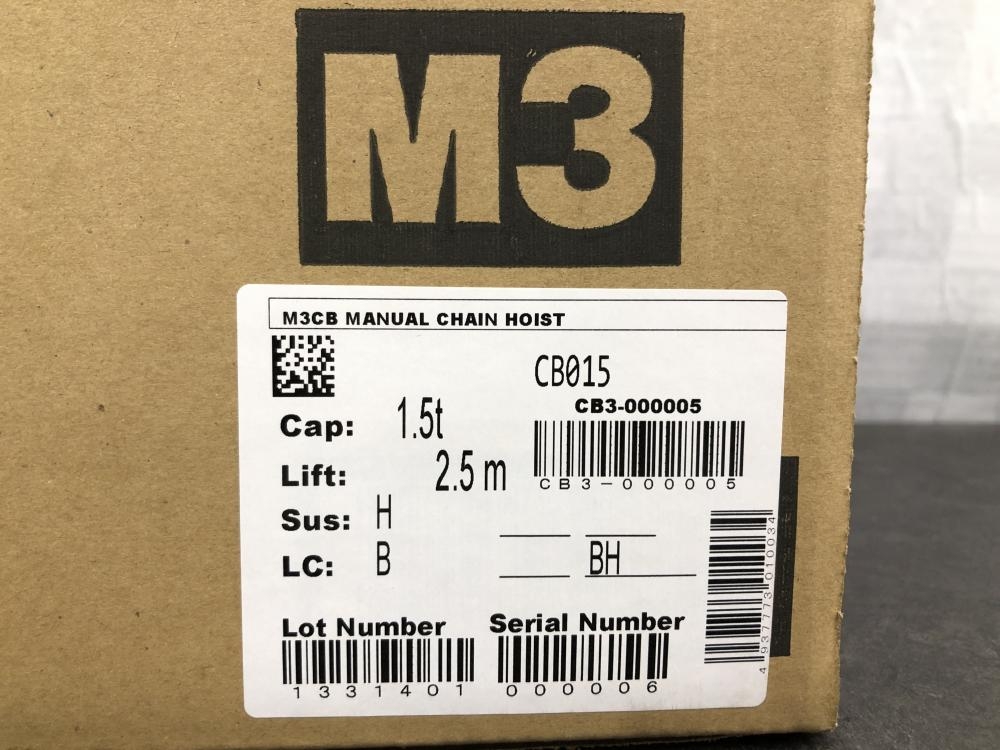 M3
M3CB MANUAL CHAIN HOIST
CB015
CB3-000005
Cap: 1.5t
CB3-000005
Lift: 2.5 m
Sus: H
LC: B BH
Lot Number Serial Number
1331401 000006
4937773010034